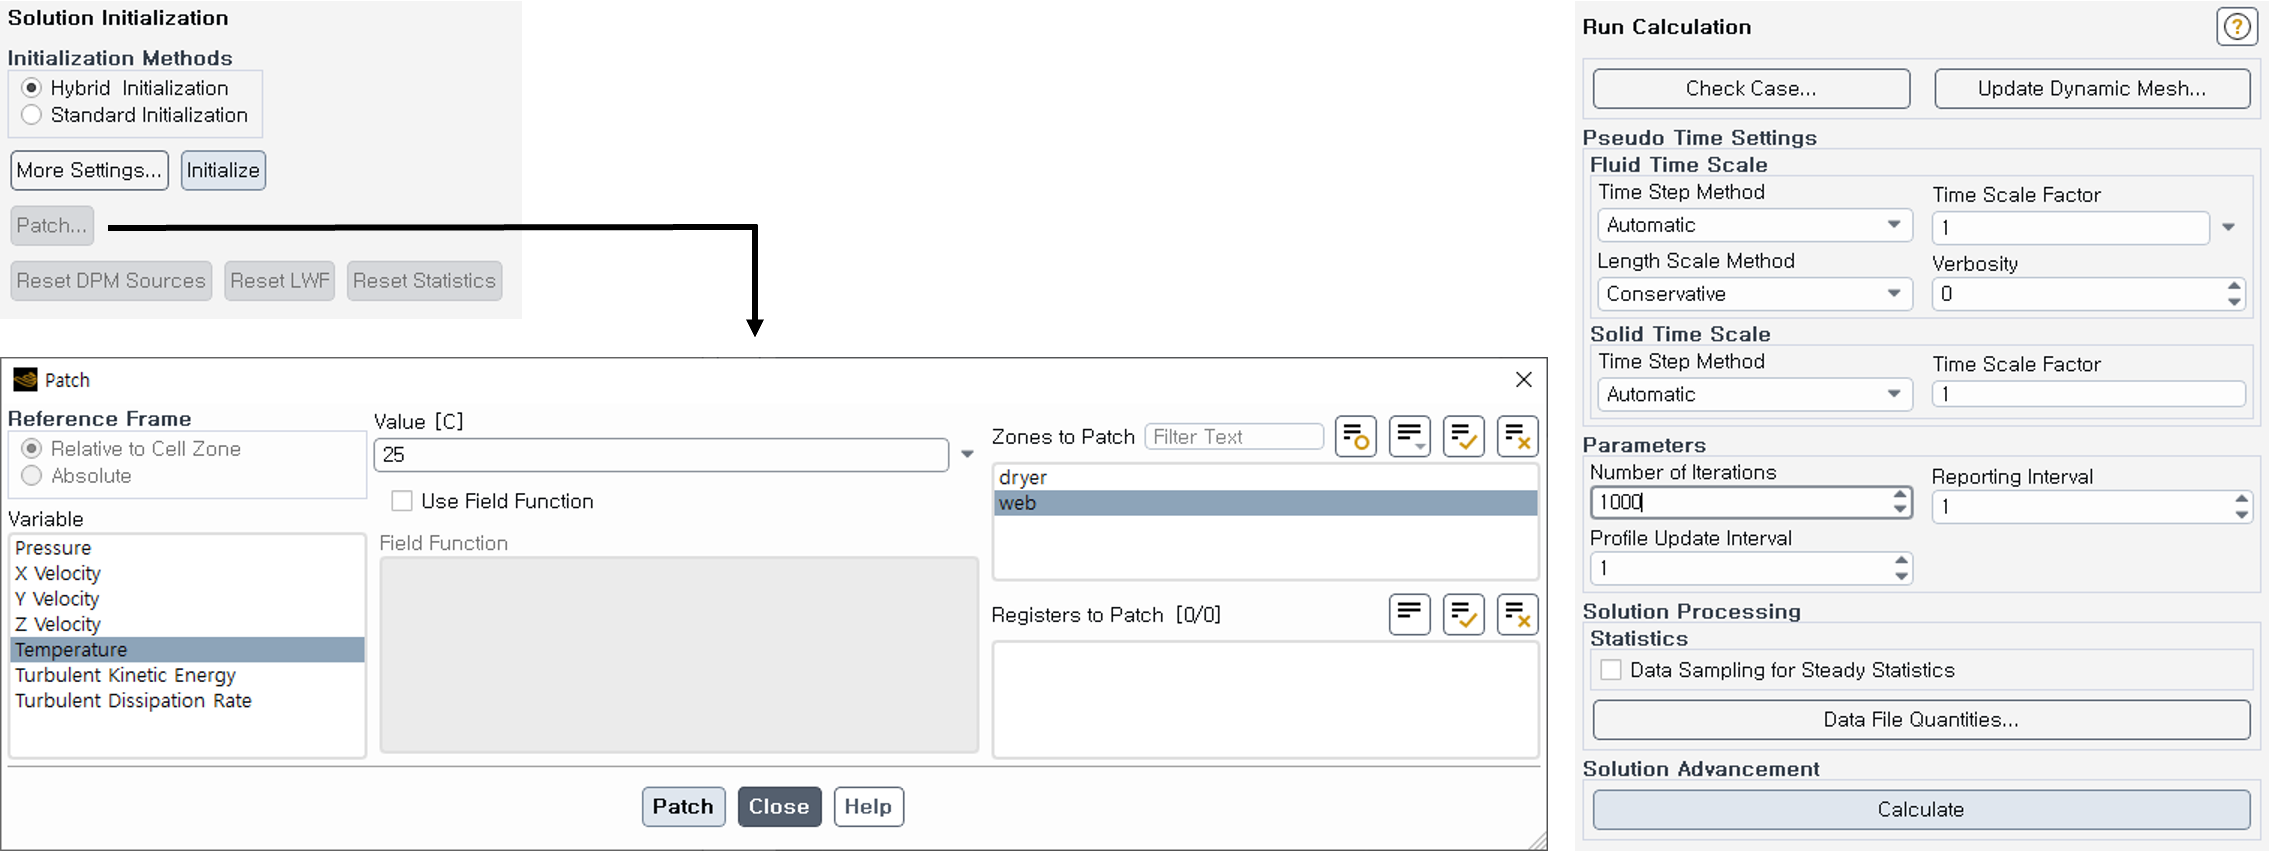 Solution Initialization
Initialization Methods
Hybrid Initialization
Standard Initialization
More Settings... Initialize
Patch...
Reset DPM Sources Reset LWF Reset Statistics
Patch
Reference Frame
Relative to Cell Zone
Absolute
Variable
Pressure
X Velocity
Y Velocity
Z Velocity
Temperature
Turbulent Kinetic Energy
Turbulent Dissipation Rate
Value [C]
25
Use Field Function
Field Function
Zones to Patch Filter Text
dryer
web
Registers to Patch [0/0]
Patch Close Help
Run Calculation
?
Check Case... Update Dynamic Mesh...
Pseudo Time Settings
Fluid Time Scale
Time Step Method Time Scale Factor
Automatic 1
Length Scale Method Verbosity
Conservative 0
Solid Time Scale
Time Step Method Time Scale Factor
Automatic 1
Parameters
Number of Iterations Reporting Interval
1000 1
Profile Update Interval
1
Solution Processing
Statistics
Data Sampling for Steady Statistics
Data File Quantities...
Solution Advancement
Calculate